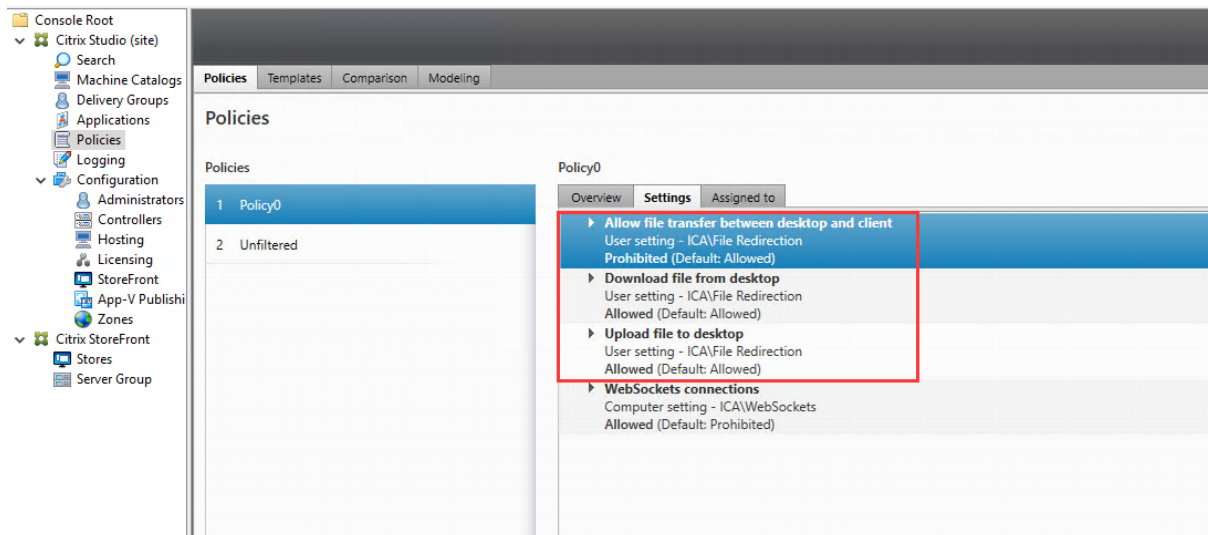 Console Root
Citrix Studio (site)
Search
Machine Catalogs
Delivery Groups
Applications
Policies
Logging
Configuration
Administrators
Controllers
Hosting
Licensing
StoreFront
App-V Publishi
Zones
Citrix StoreFront
Stores
Server Group
Policies Templates Comparison Modeling
Policies
Policies
1 Policy0
2 Unfiltered
Policy0
Overview Settings Assigned to
Allow file transfer between desktop and client
User setting - ICA\File Redirection
Prohibited (Default: Allowed)
Download file from desktop
User setting - ICA\File Redirection
Allowed (Default: Allowed)
Upload file to desktop
User setting - ICA\File Redirection
Allowed (Default: Allowed)
WebSockets connections
Computer setting - ICA\WebSockets
Allowed (Default: Prohibited)